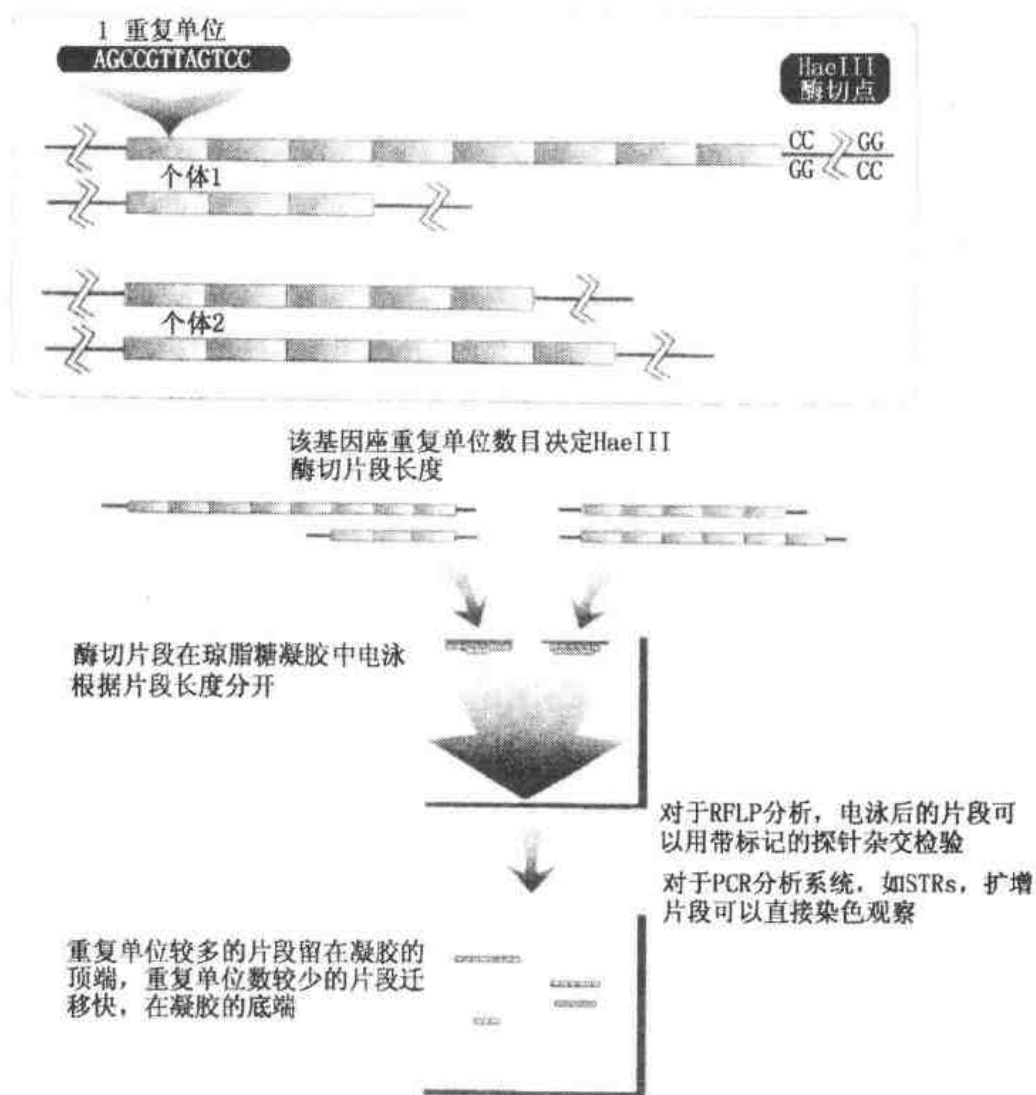 1 重复单位
AGCCGTTAGTCC
HaeIII
酶切点
CC GG
GG CC
个体1
个体2
该基因座重复单位数目决定HaeIII
酶切片段长度
酶切片段在琼脂糖凝胶中电泳
根据片段长度分开
对于RFLP分析，电泳后的片段可
以用带标记的探针杂交检验
对于PCR分析系统，如STRs，扩增
片段可以直接染色观察
重复单位较多的片段留在凝胶的
顶端，重复单位数较少的片段迁
移快，在凝胶的底端